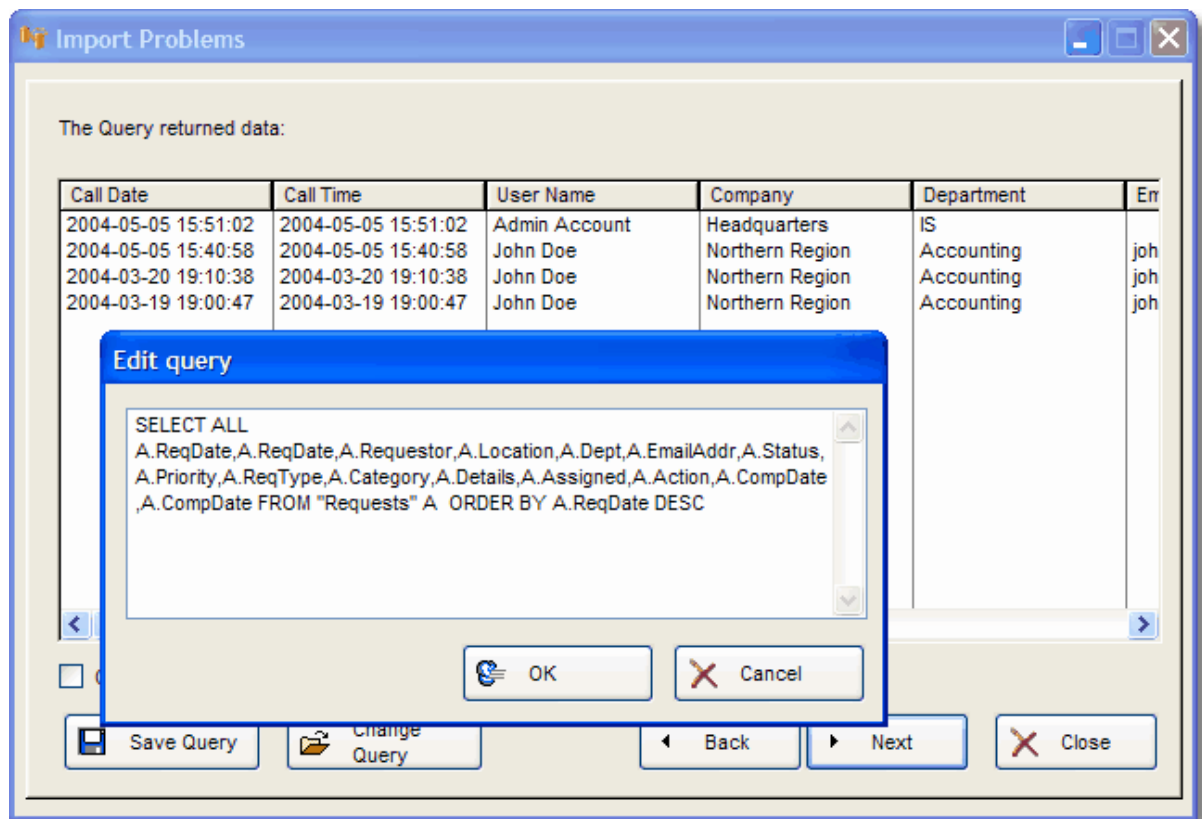 Import Problems
The Query returned data:
Call Date Call Time User Name Company Department Em
2004-05-05 15:51:02 2004-05-05 15:51:02 Admin Account Headquarters IS
2004-05-05 15:40:58 2004-05-05 15:40:58 John Doe Northern Region Accounting joh
2004-03-20 19:10:38 2004-03-20 19:10:38 John Doe Northern Region Accounting joh
2004-03-19 19:00:47 2004-03-19 19:00:47 John Doe Northern Region Accounting joh
Edit query
SELECT ALL
A.ReqDate,A.ReqDate,A.Requestor,A.Location,A.Dept,A.EmailAddr,A.Status,
A.Priority,A.ReqType,A.Category,A.Details,A.Assigned,A.Action,A.CompDate
,A.CompDate FROM "Requests" A  ORDER BY A.ReqDate DESC
OK Cancel
Save Query Change Back Next Close
Query